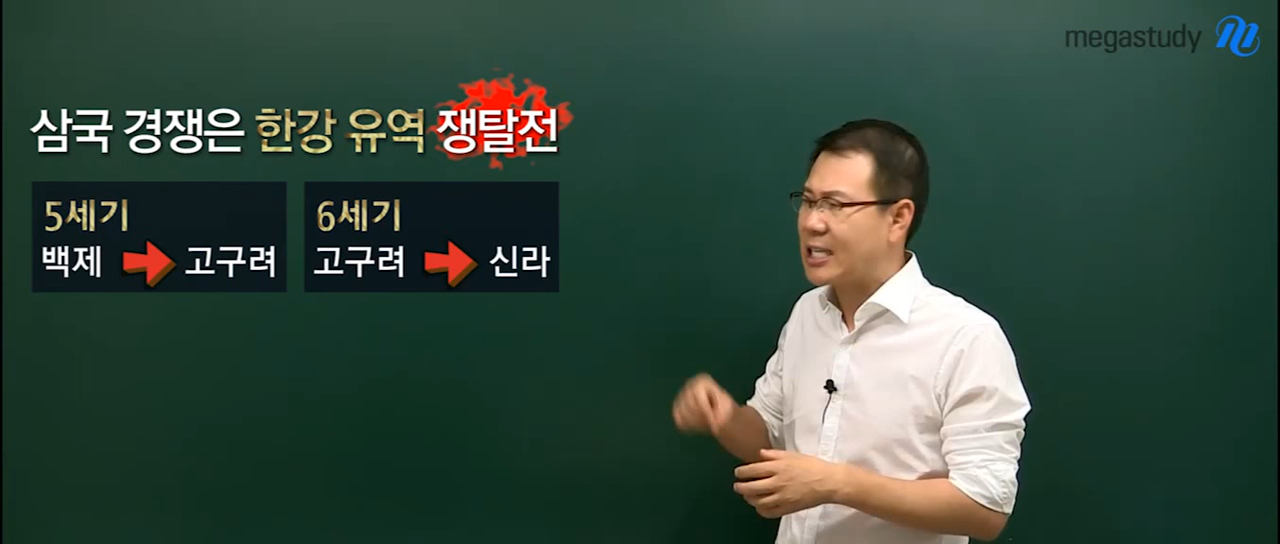 megastudy
삼국 경쟁은 한강 유역 쟁탈전
5세기
백제 고구려
6세기
고구려 신라